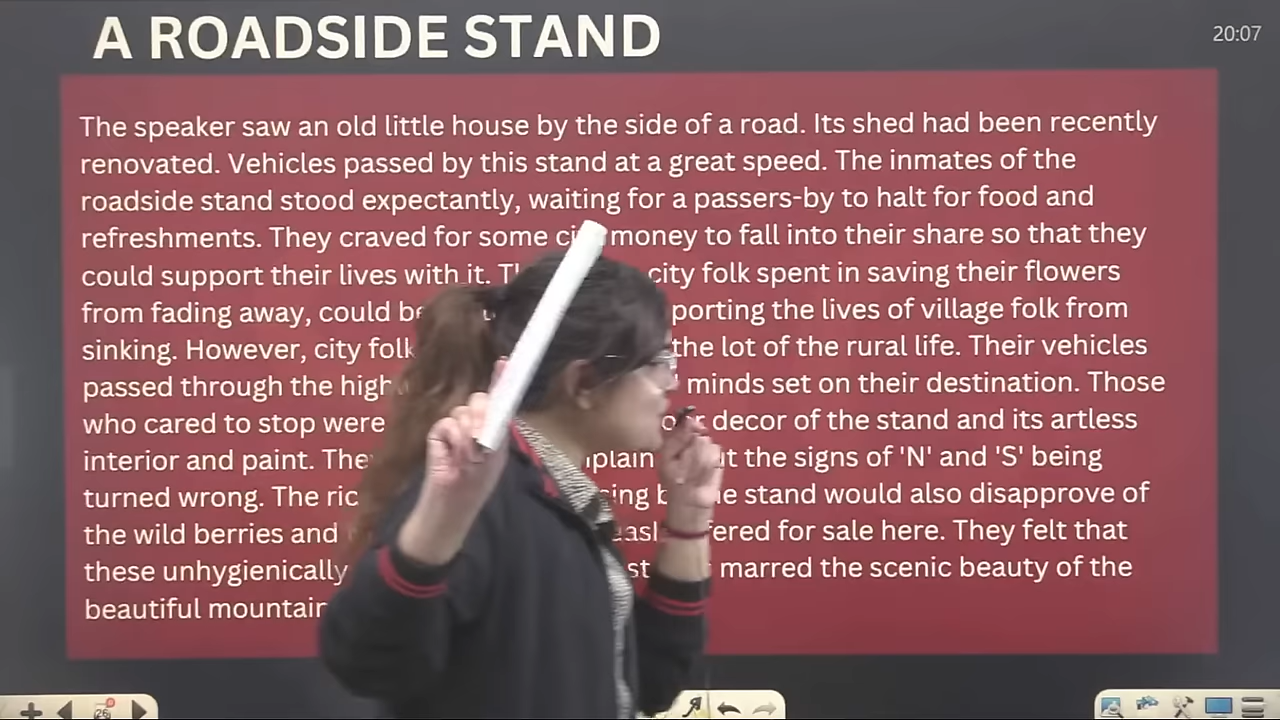 A ROADSIDE STAND
20:07
The speaker saw an old little house by the side of a road. Its shed had been recently
renovated. Vehicles passed by this stand at a great speed. The inmates of the
roadside stand stood expectantly, waiting for a passers-by to halt for food and
refreshments. They craved for some money to fall into their share so that they
could support their lives with it. city folk spent in saving their flowers
from fading away, could the lives of village folk from
sinking. However, city folk the lot of the rural life. Their vehicles
passed through the minds set on their destination. Those
who cared to stop were decor of the stand and its artless
interior and paint. the signs of 'N' and 'S' being
turned wrong. The stand would also disapprove of
the wild berries and for sale here. They felt that
these unhygienically marred the scenic beauty of the
beautiful
26